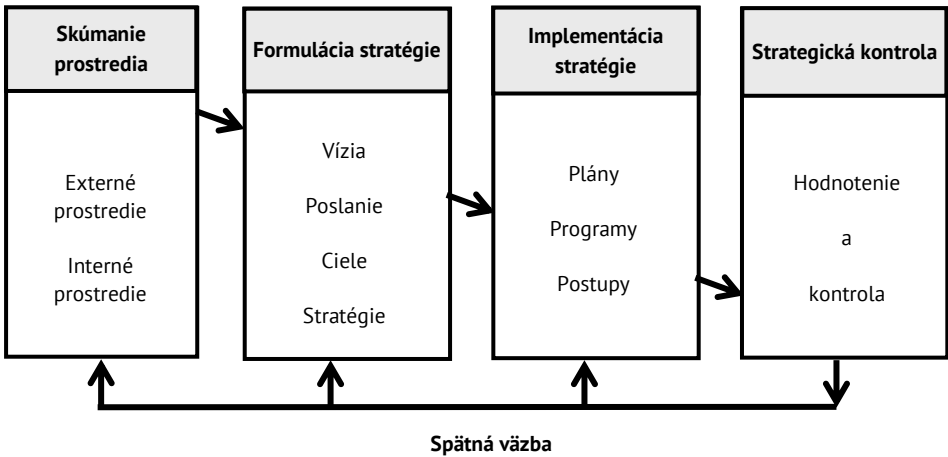 Skúmanie
prostredia
Externé
prostredie
Interné
prostredie
Formulácia stratégie
Vízia
Poslanie
Ciele
Stratégie
Implementácia
stratégie
Plány
Programy
Postupy
Strategická kontrola
Hodnotenie
a
kontrola
Spätná väzba